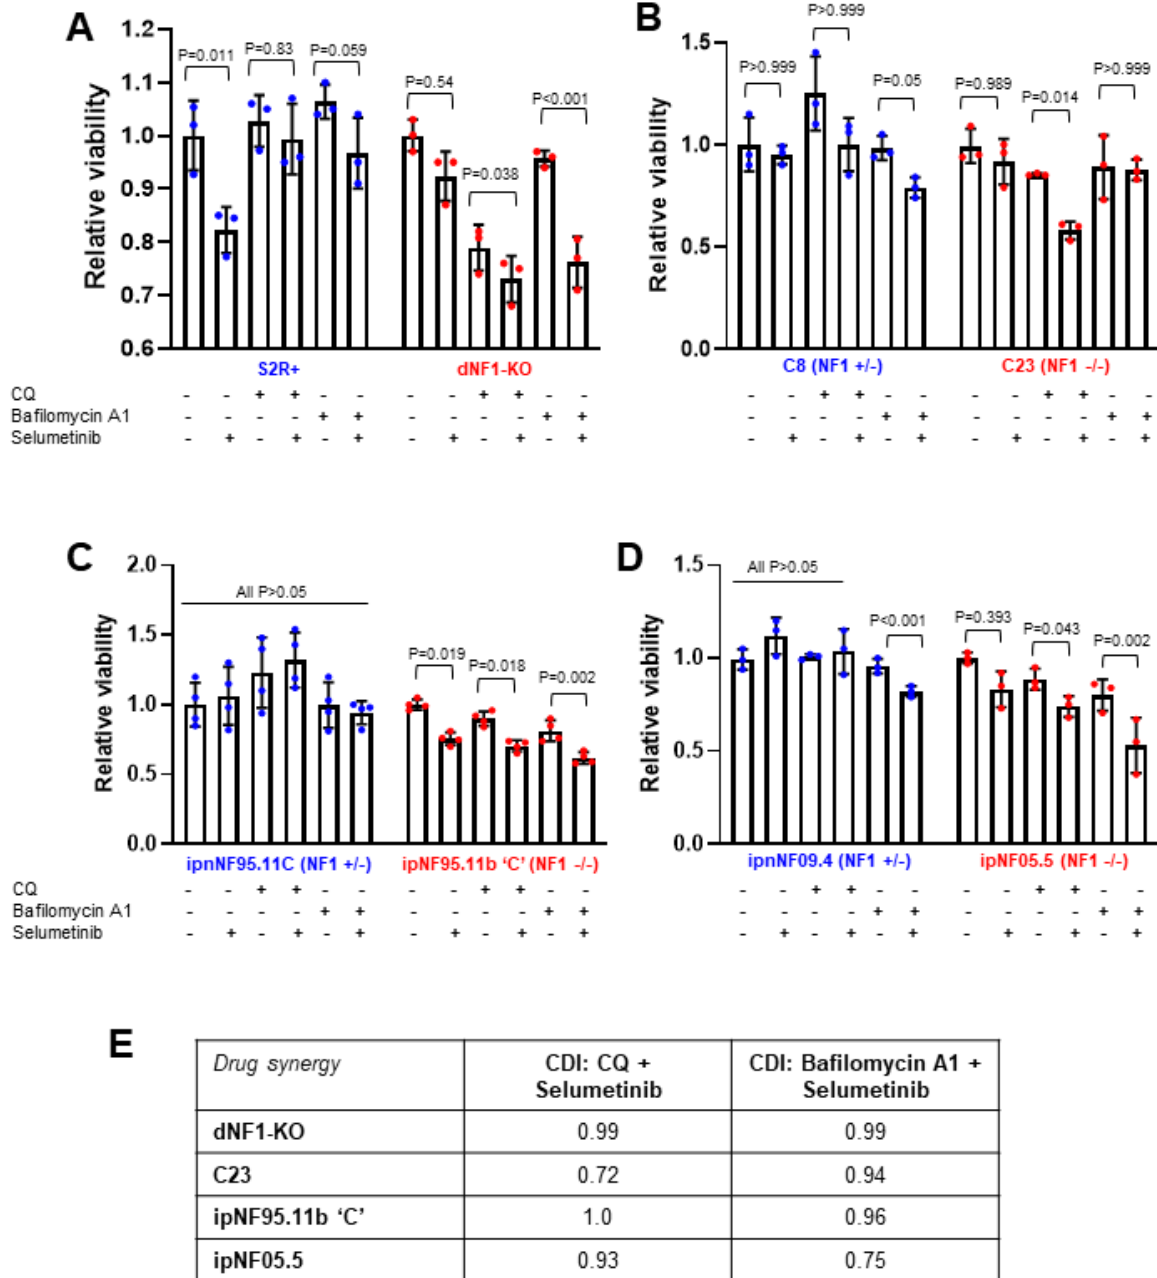 A
Relative viability
1.2
1.1
1.0
0.9
0.8
0.7
0.6
P=0.011
P=0.83
P=0.059
P=0.54
P=0.038
P<0.001
S2R+
dNF1-KO
CQ - - + + - - - - + + - -
Bafilomycin A1 - - - - + + - - - - + +
Selumetinib - + - + - + - + - + - +
B
Relative viability
1.5
1.0
0.5
0.0
P>0.999
P>0.999
P=0.05
P=0.989
P=0.014
P>0.999
C8 (NF1 +/-)
C23 (NF1 -/-)
- - + + - - - - + + - -
- - - - + + - - - - + +
- + - + - + - + - + - +
C
Relative viability
2.0
1.5
1.0
0.5
0.0
All P>0.05
P=0.019
P=0.018
P=0.002
ipnNF95.11C (NF1 +/-)
ipNF95.11b ‘C’ (NF1 -/-)
CQ - - + + - - - - + + - -
Bafilomycin A1 - - - - + + - - - - + +
Selumetinib - + - + - + - + - + - +
D
Relative viability
1.5
1.0
0.5
0.0
All P>0.05
P<0.001
P=0.393
P=0.043
P=0.002
ipnNF09.4 (NF1 +/-)
ipNF05.5 (NF1 -/-)
- - + + - - - - + + - -
- - - - + + - - - - + +
- + - + - + - + - + - +
E
Drug synergy
CDI: CQ +
Selumetinib
CDI: Bafilomycin A1 +
Selumetinib
dNF1-KO 0.99 0.99
C23 0.72 0.94
ipNF95.11b ‘C’ 1.0 0.96
ipNF05.5 0.93 0.75